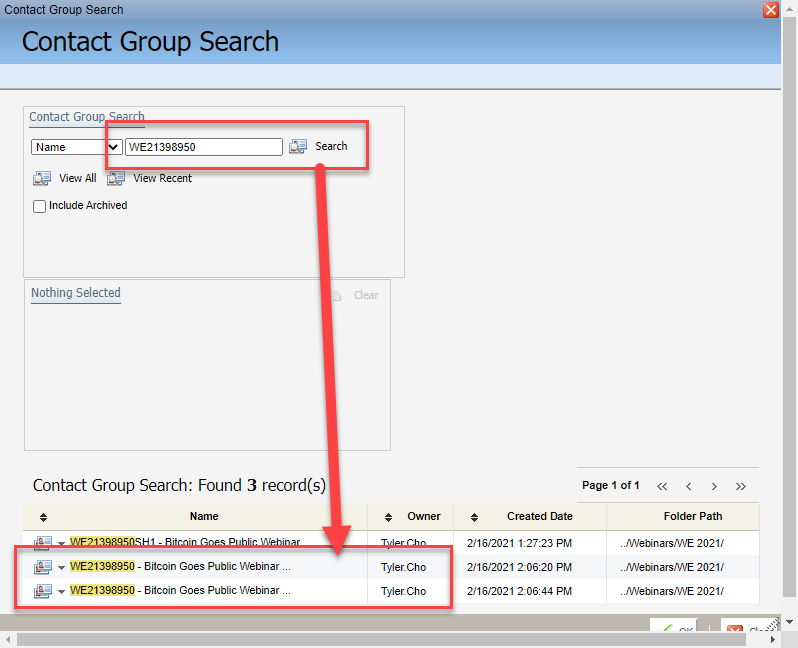 Contact Group Search
Contact Group Search
Contact Group Search
Name WE21398950 Search
View All View Recent
Include Archived
Nothing Selected Clear
Contact Group Search: Found 3 record(s) Page 1 of 1 << < > >>
Name Owner Created Date Folder Path
WE21398950SH1 - Bitcoin Goes Public Webinar Tyler.Cho 2/16/2021 1:27:23 PM ../Webinars/WE 2021/
WE21398950 - Bitcoin Goes Public Webinar ... Tyler.Cho 2/16/2021 2:06:20 PM ../Webinars/WE 2021/
WE21398950 - Bitcoin Goes Public Webinar ... Tyler.Cho 2/16/2021 2:06:44 PM ../Webinars/WE 2021/
OK